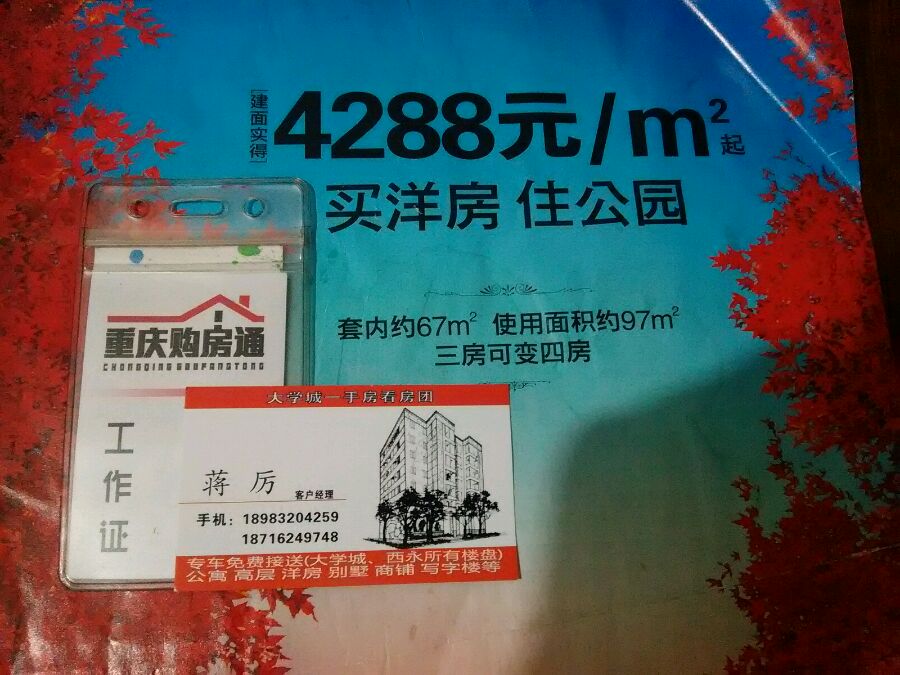 建面实得
4288元/m²起
买洋房 住公园
套内约67m² 使用面积约97m²
三房可变四房
重庆购房通
CHONGQING GOUFANGTONG
工作证
大学城一手房看房团
蒋厉 客户经理
手机：18983204259
18716249748
专车免费接送(大学城、西永所有楼盘)
公寓 高层 洋房 别墅 商铺 写字楼等